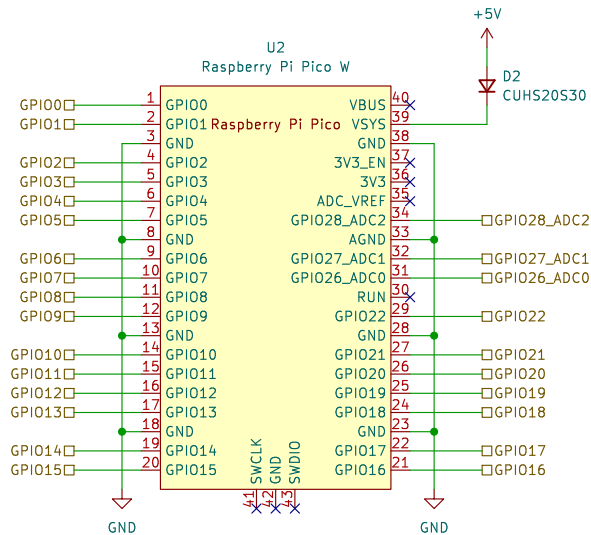 +5V
U2
Raspberry Pi Pico W
D2
CUHS20S30
GPIO0 1 GPIO0 VBUS 40
GPIO1 2 GPIO1 Raspberry Pi Pico VSYS 39
3 GND GND 38
GPIO2 4 GPIO2 3V3_EN 37
GPIO3 5 GPIO3 3V3 36
GPIO4 6 GPIO4 ADC_VREF 35
GPIO5 7 GPIO5 GPIO28_ADC2 34 GPIO28_ADC2
8 GND AGND 33
GPIO6 9 GPIO6 GPIO27_ADC1 32 GPIO27_ADC1
GPIO7 10 GPIO7 GPIO26_ADC0 31 GPIO26_ADC0
GPIO8 11 GPIO8 RUN 30
GPIO9 12 GPIO9 GPIO22 29 GPIO22
13 GND GND 28
GPIO10 14 GPIO10 GPIO21 27 GPIO21
GPIO11 15 GPIO11 GPIO20 26 GPIO20
GPIO12 16 GPIO12 GPIO19 25 GPIO19
GPIO13 17 GPIO13 GPIO18 24 GPIO18
18 GND GND 23
GPIO14 19 GPIO14 GPIO17 22 GPIO17
GPIO15 20 GPIO15 GPIO16 21 GPIO16
SWCLK GND SWDIO
41 42 43
GND GND